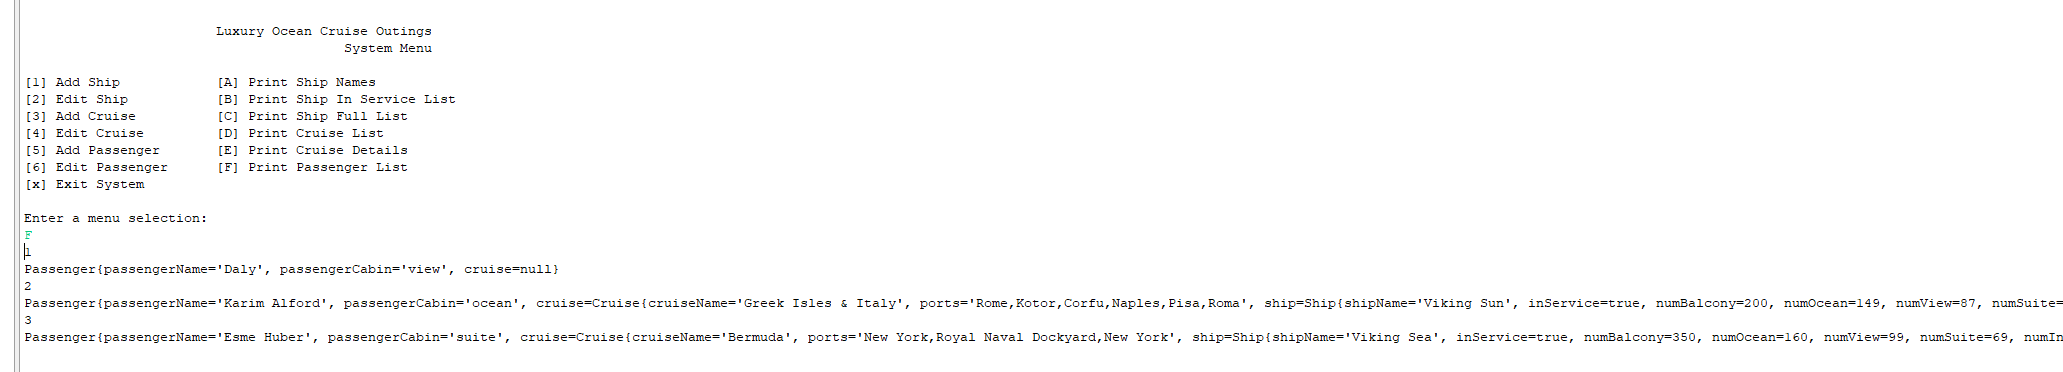 Luxury Ocean Cruise Outings
System Menu
[1] Add Ship [A] Print Ship Names
[2] Edit Ship [B] Print Ship In Service List
[3] Add Cruise [C] Print Ship Full List
[4] Edit Cruise [D] Print Cruise List
[5] Add Passenger [E] Print Cruise Details
[6] Edit Passenger [F] Print Passenger List
[x] Exit System
Enter a menu selection:
F
1
Passenger{passengerName='Daly', passengerCabin='view', cruise=null}
2
Passenger{passengerName='Karim Alford', passengerCabin='ocean', cruise=Cruise{cruiseName='Greek Isles & Italy', ports='Rome,Kotor,Corfu,Naples,Pisa,Roma', ship=Ship{shipName='Viking Sun', inService=true, numBalcony=200, numOcean=149, numView=87, numSuite=
3
Passenger{passengerName='Esme Huber', passengerCabin='suite', cruise=Cruise{cruiseName='Bermuda', ports='New York,Royal Naval Dockyard,New York', ship=Ship{shipName='Viking Sea', inService=true, numBalcony=350, numOcean=160, numView=99, numSuite=69, numIn